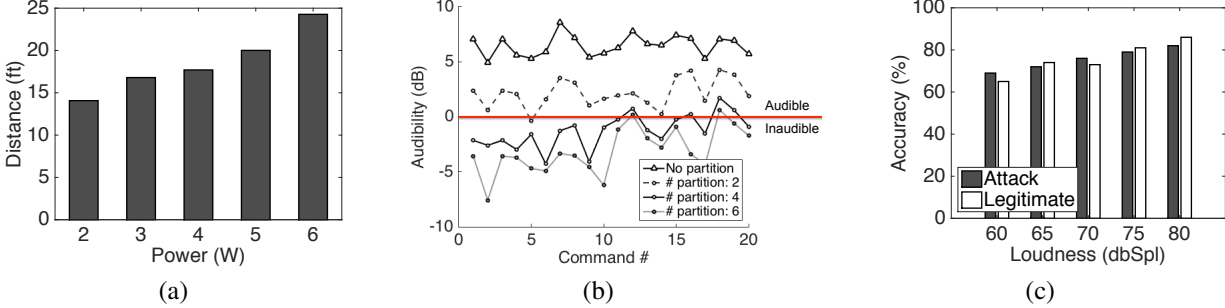 25
20
15
10
5
0
Distance (ft)
2 3 4 5 6
Power (W)
(a)
10
5
0
-5
-10
Audibility (dB)
Audible
Inaudible
No partition
# partition: 2
# partition: 4
# partition: 6
0 5 10 15 20
Command #
(b)
100
80
60
40
20
0
Accuracy (%)
Attack
Legitimate
60 65 70 75 80
Loudness (dbSpl)
(c)